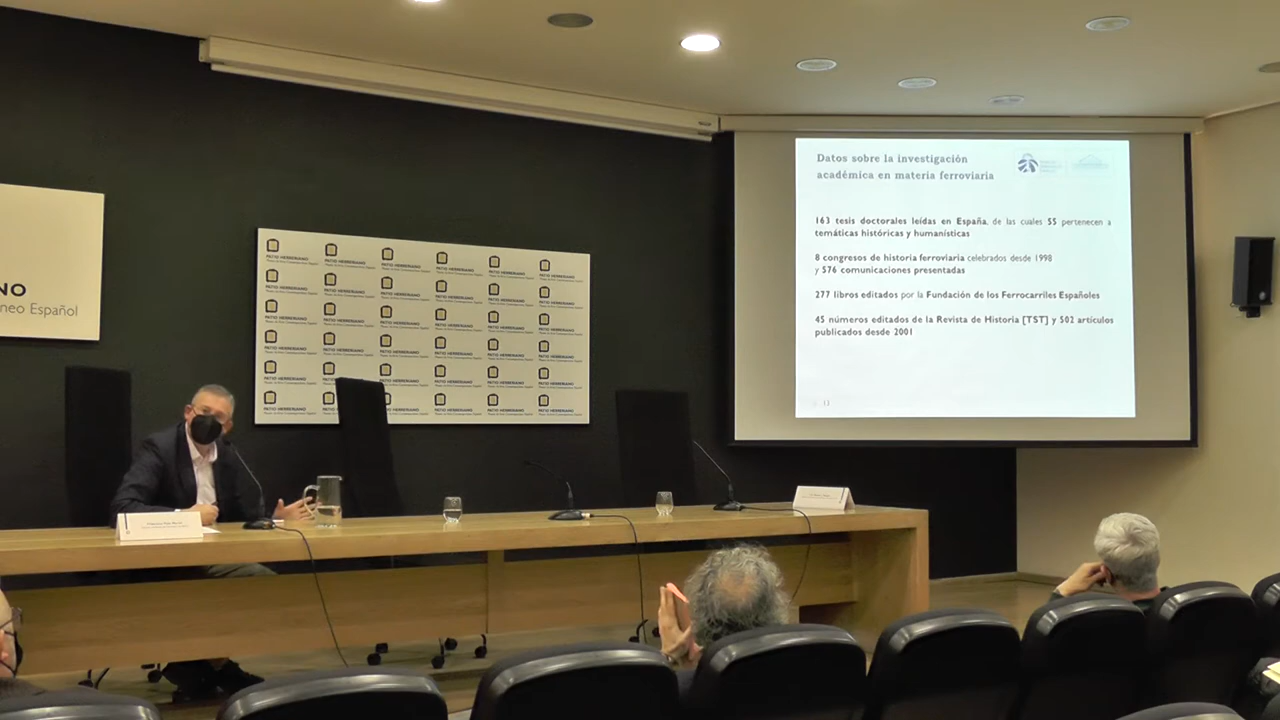 NO
neo Español
PATIO HERRERIANO
Datos sobre la investigación
académica en materia ferroviaria
163 tesis doctorales leídas en España, de las cuales 55 pertenecen a
temáticas históricas y humanísticas
8 congresos de historia ferroviaria celebrados desde 1998
y 576 comunicaciones presentadas
277 libros editados por la Fundación de los Ferrocarriles Españoles
45 números editados de la Revista de Historia [TST] y 502 artículos
publicados desde 2001